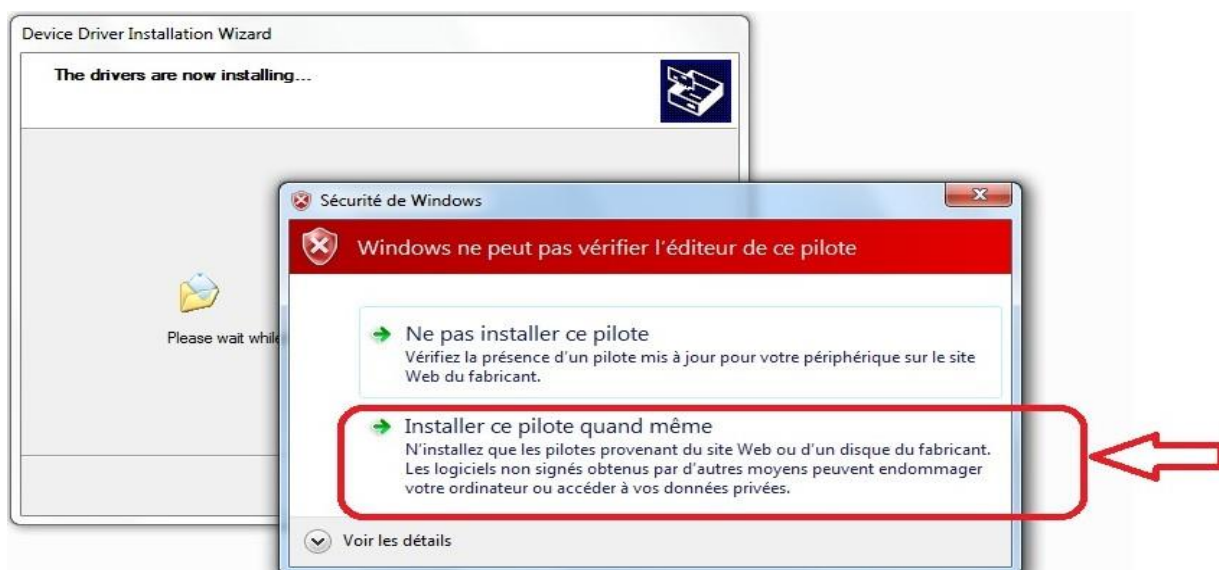 Device Driver Installation Wizard
The drivers are now installing...
Sécurité de Windows
Windows ne peut pas vérifier l'éditeur de ce pilote
Please wait while
Ne pas installer ce pilote
Vérifiez la présence d'un pilote mis à jour pour votre périphérique sur le site
Web du fabricant.
Installer ce pilote quand même
N'installez que les pilotes provenant du site Web ou d'un disque du fabricant.
Les logiciels non signés obtenus par d'autres moyens peuvent endommager
votre ordinateur ou accéder à vos données privées.
Voir les détails